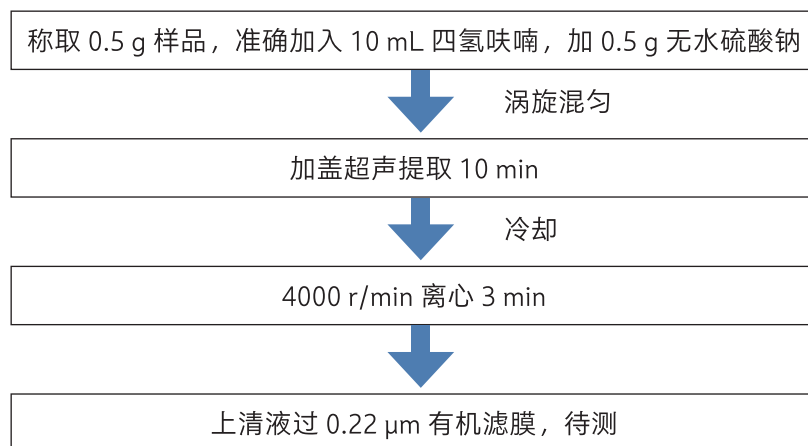 称取 0.5 g 样品，准确加入 10 mL 四氢呋喃，加 0.5 g 无水硫酸钠
涡旋混匀
加盖超声提取 10 min
冷却
4000 r/min 离心 3 min
上清液过 0.22 μm 有机滤膜，待测